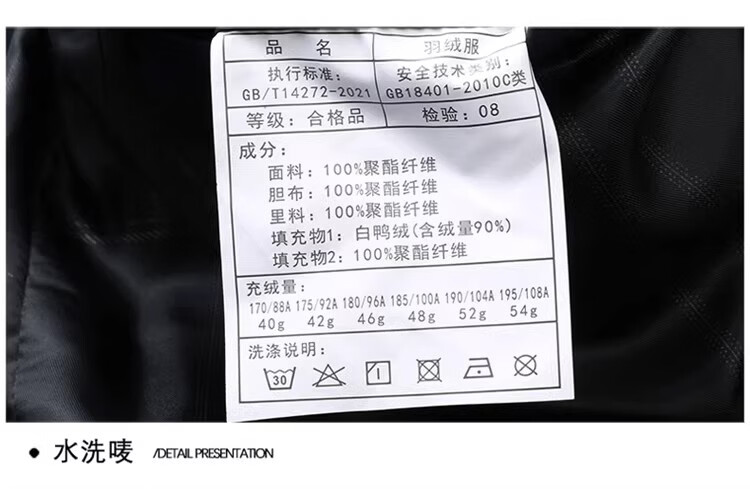 品 名 羽绒服
执行标准: 安全技术类别:
GB/T14272-2021 GB18401-2010C类
等级: 合格品 检验: 08
成分:
面料: 100%聚酯纤维
胆布: 100%聚酯纤维
里料: 100%聚酯纤维
填充物1: 白鸭绒(含绒量90%)
填充物2: 100%聚酯纤维
充绒量:
170/88A 175/92A 180/96A 185/100A 190/104A 195/108A
40g 42g 46g 48g 52g 54g
洗涤说明:
30
• 水洗唛 /DETAIL PRESENTATION